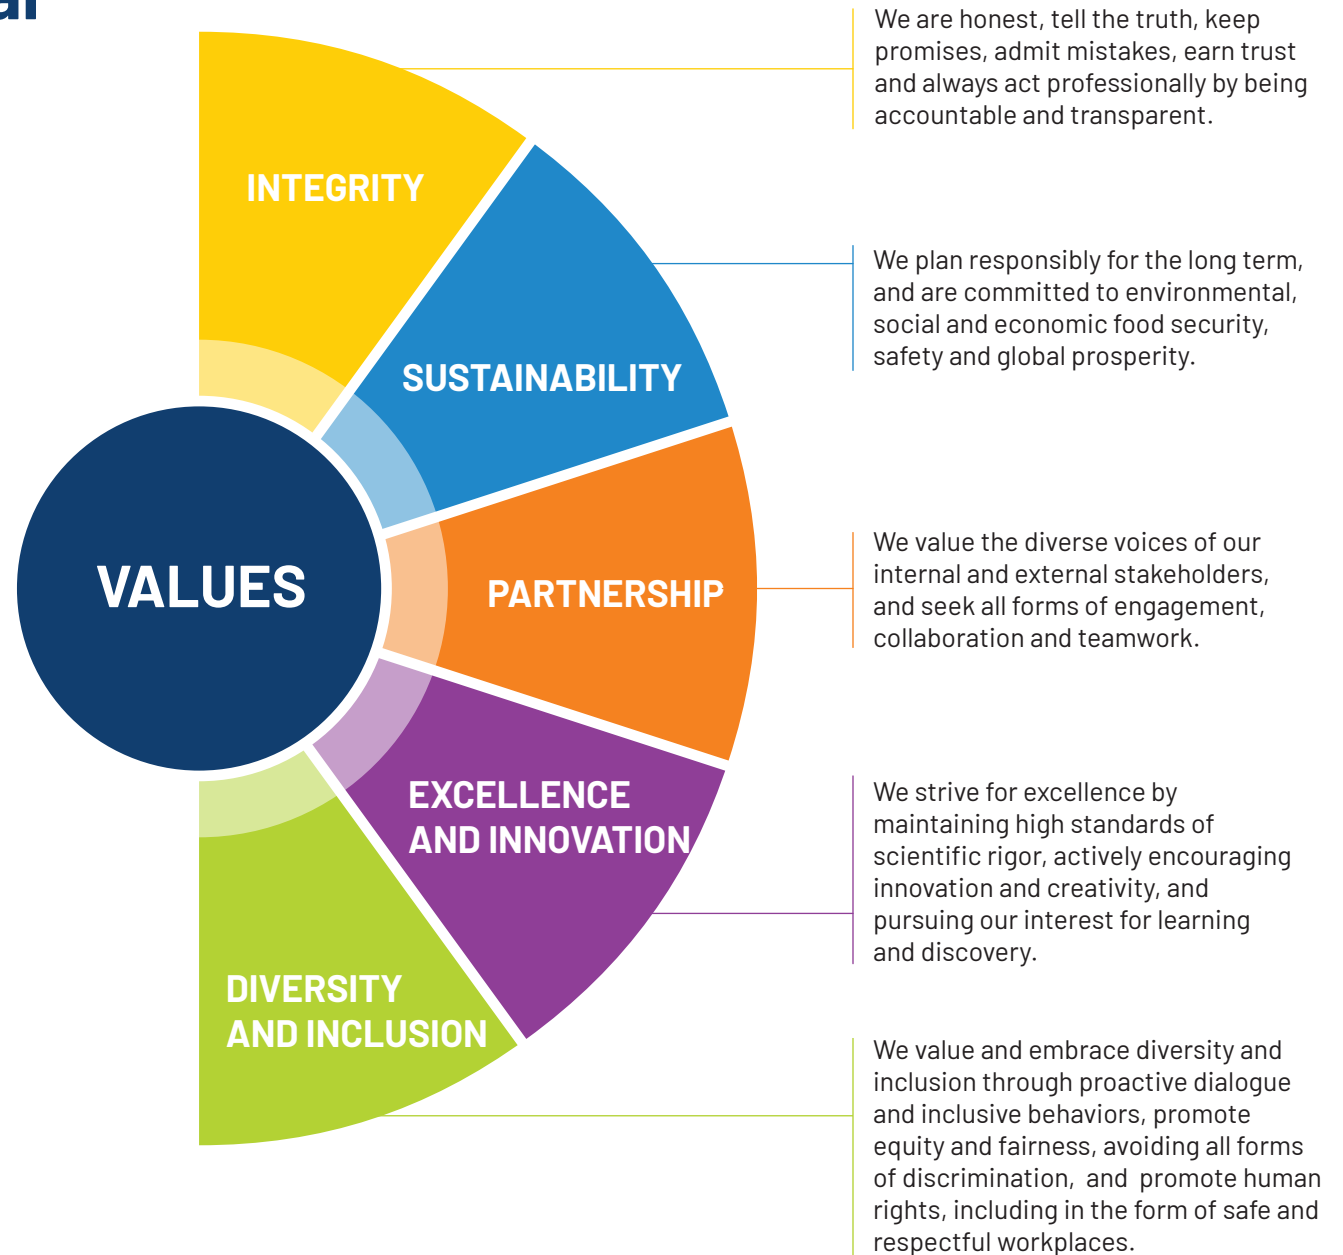 INTEGRITY
We are honest, tell the truth, keep
promises, admit mistakes, earn trust
and always act professionally by being
accountable and transparent.
SUSTAINABILITY
We plan responsibly for the long term,
and are committed to environmental,
social and economic food security,
safety and global prosperity.
VALUES
PARTNERSHIP
We value the diverse voices of our
internal and external stakeholders,
and seek all forms of engagement,
collaboration and teamwork.
EXCELLENCE
AND INNOVATION
We strive for excellence by
maintaining high standards of
scientific rigor, actively encouraging
innovation and creativity, and
pursuing our interest for learning
and discovery.
DIVERSITY
AND INCLUSION
We value and embrace diversity and
inclusion through proactive dialogue
and inclusive behaviors, promote
equity and fairness, avoiding all forms
of discrimination, and promote human
rights, including in the form of safe and
respectful workplaces.